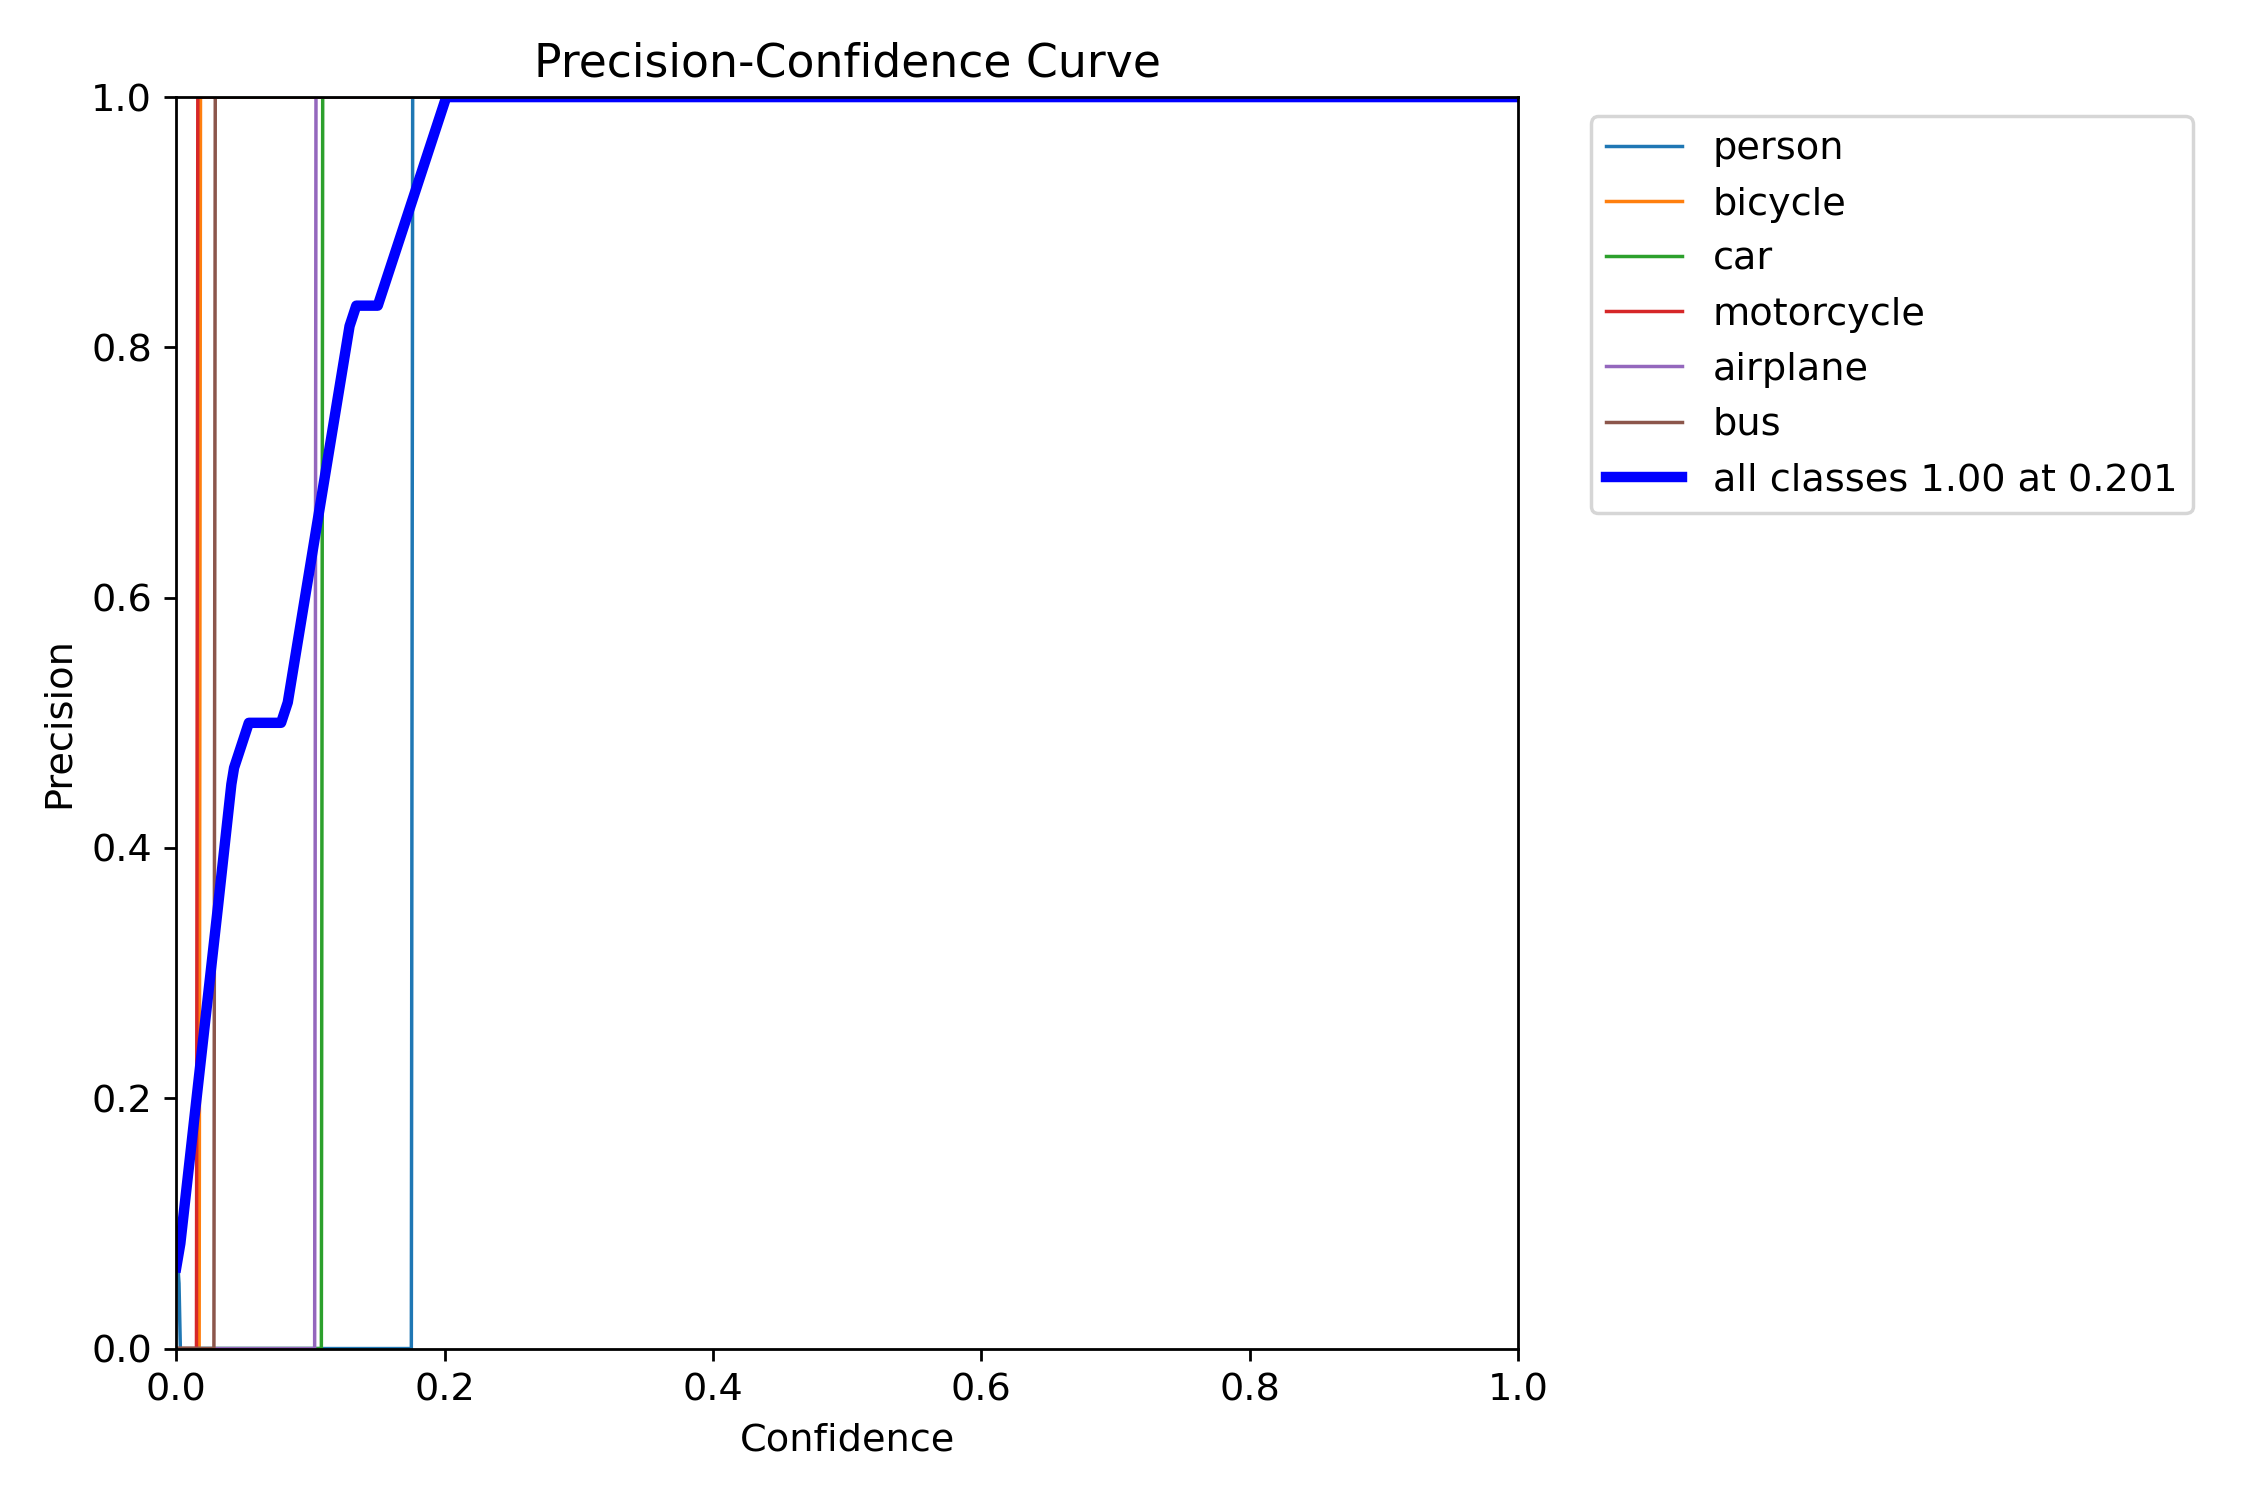 Precision-Confidence Curve
1.0
0.8
0.6
0.4
0.2
0.0
Precision
0.0 0.2 0.4 0.6 0.8 1.0
Confidence
person
bicycle
car
motorcycle
airplane
bus
all classes 1.00 at 0.201